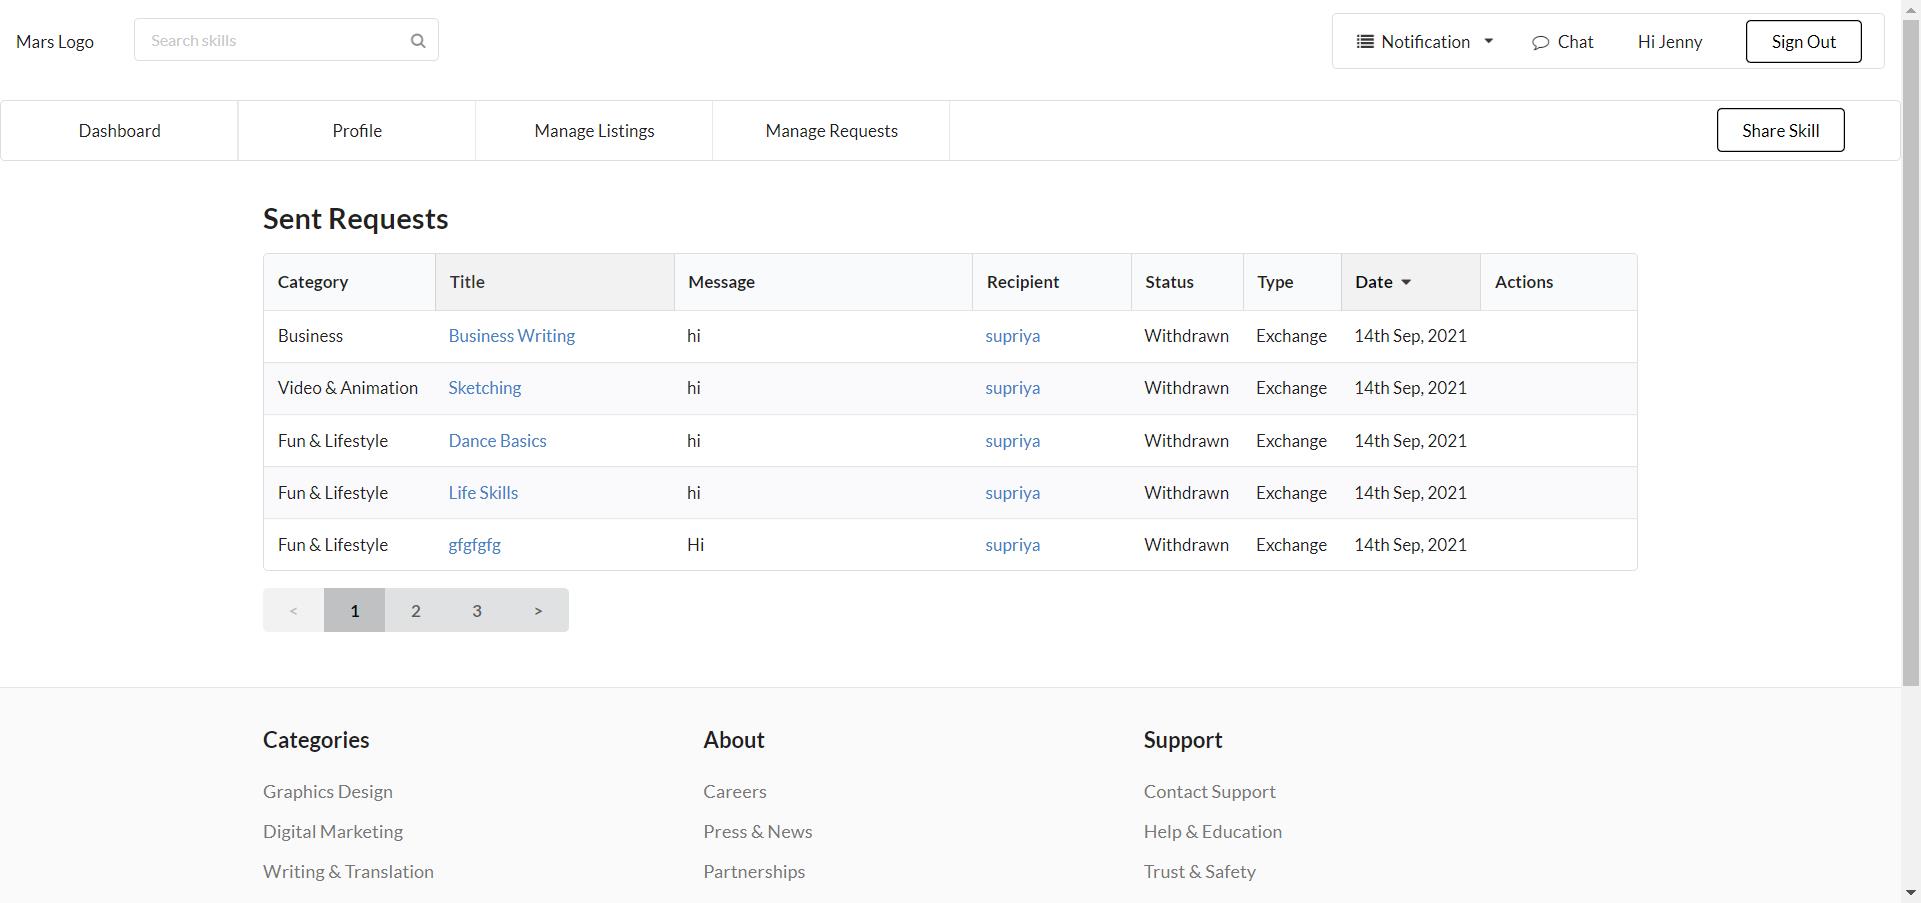 Mars Logo Search skills Notification Chat Hi Jenny Sign Out
Dashboard Profile Manage Listings Manage Requests Share Skill
Sent Requests
Category Title Message Recipient Status Type Date Actions
Business Business Writing hi supriya Withdrawn Exchange 14th Sep, 2021
Video & Animation Sketching hi supriya Withdrawn Exchange 14th Sep, 2021
Fun & Lifestyle Dance Basics hi supriya Withdrawn Exchange 14th Sep, 2021
Fun & Lifestyle Life Skills hi supriya Withdrawn Exchange 14th Sep, 2021
Fun & Lifestyle gfgfgfg Hi supriya Withdrawn Exchange 14th Sep, 2021
< 1 2 3 >
Categories About Support
Graphics Design Careers Contact Support
Digital Marketing Press & News Help & Education
Writing & Translation Partnerships Trust & Safety